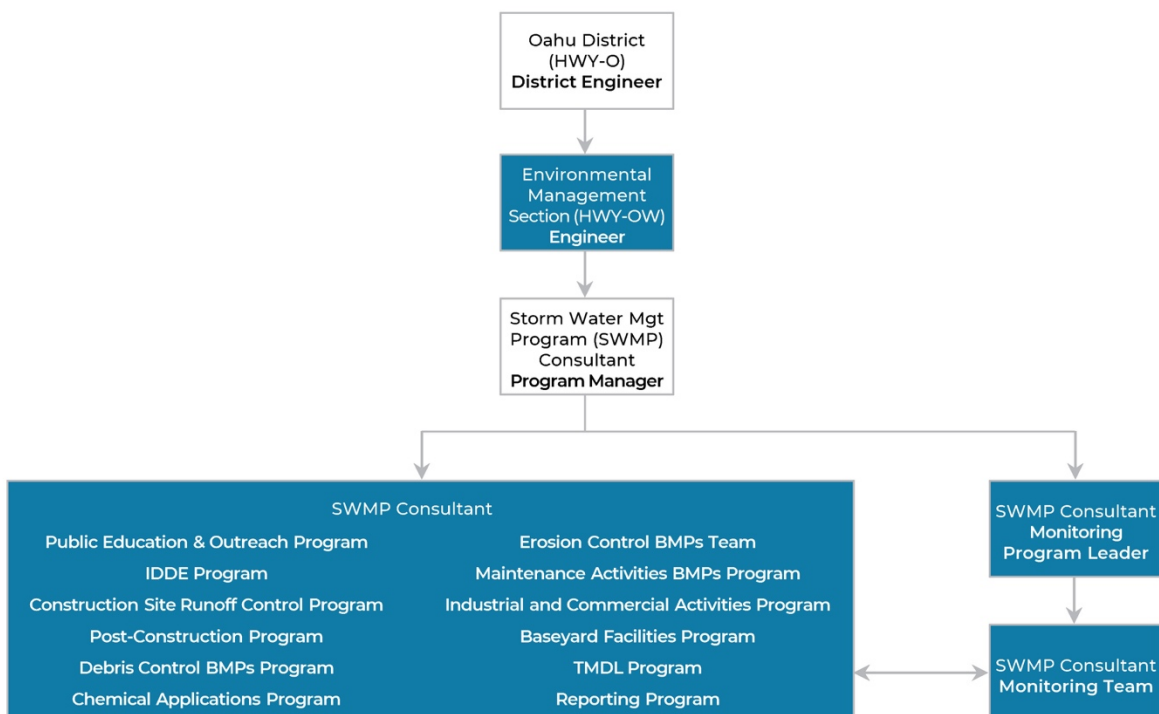 Oahu District
(HWY-O)
District Engineer
Environmental
Management
Section (HWY-OW)
Engineer
Storm Water Mgt
Program (SWMP)
Consultant
Program Manager
SWMP Consultant
Public Education & Outreach Program
IDDE Program
Construction Site Runoff Control Program
Post-Construction Program
Debris Control BMPs Program
Chemical Applications Program
Erosion Control BMPs Team
Maintenance Activities BMPs Program
Industrial and Commercial Activities Program
Baseyard Facilities Program
TMDL Program
Reporting Program
SWMP Consultant
Monitoring
Program Leader
SWMP Consultant
Monitoring Team